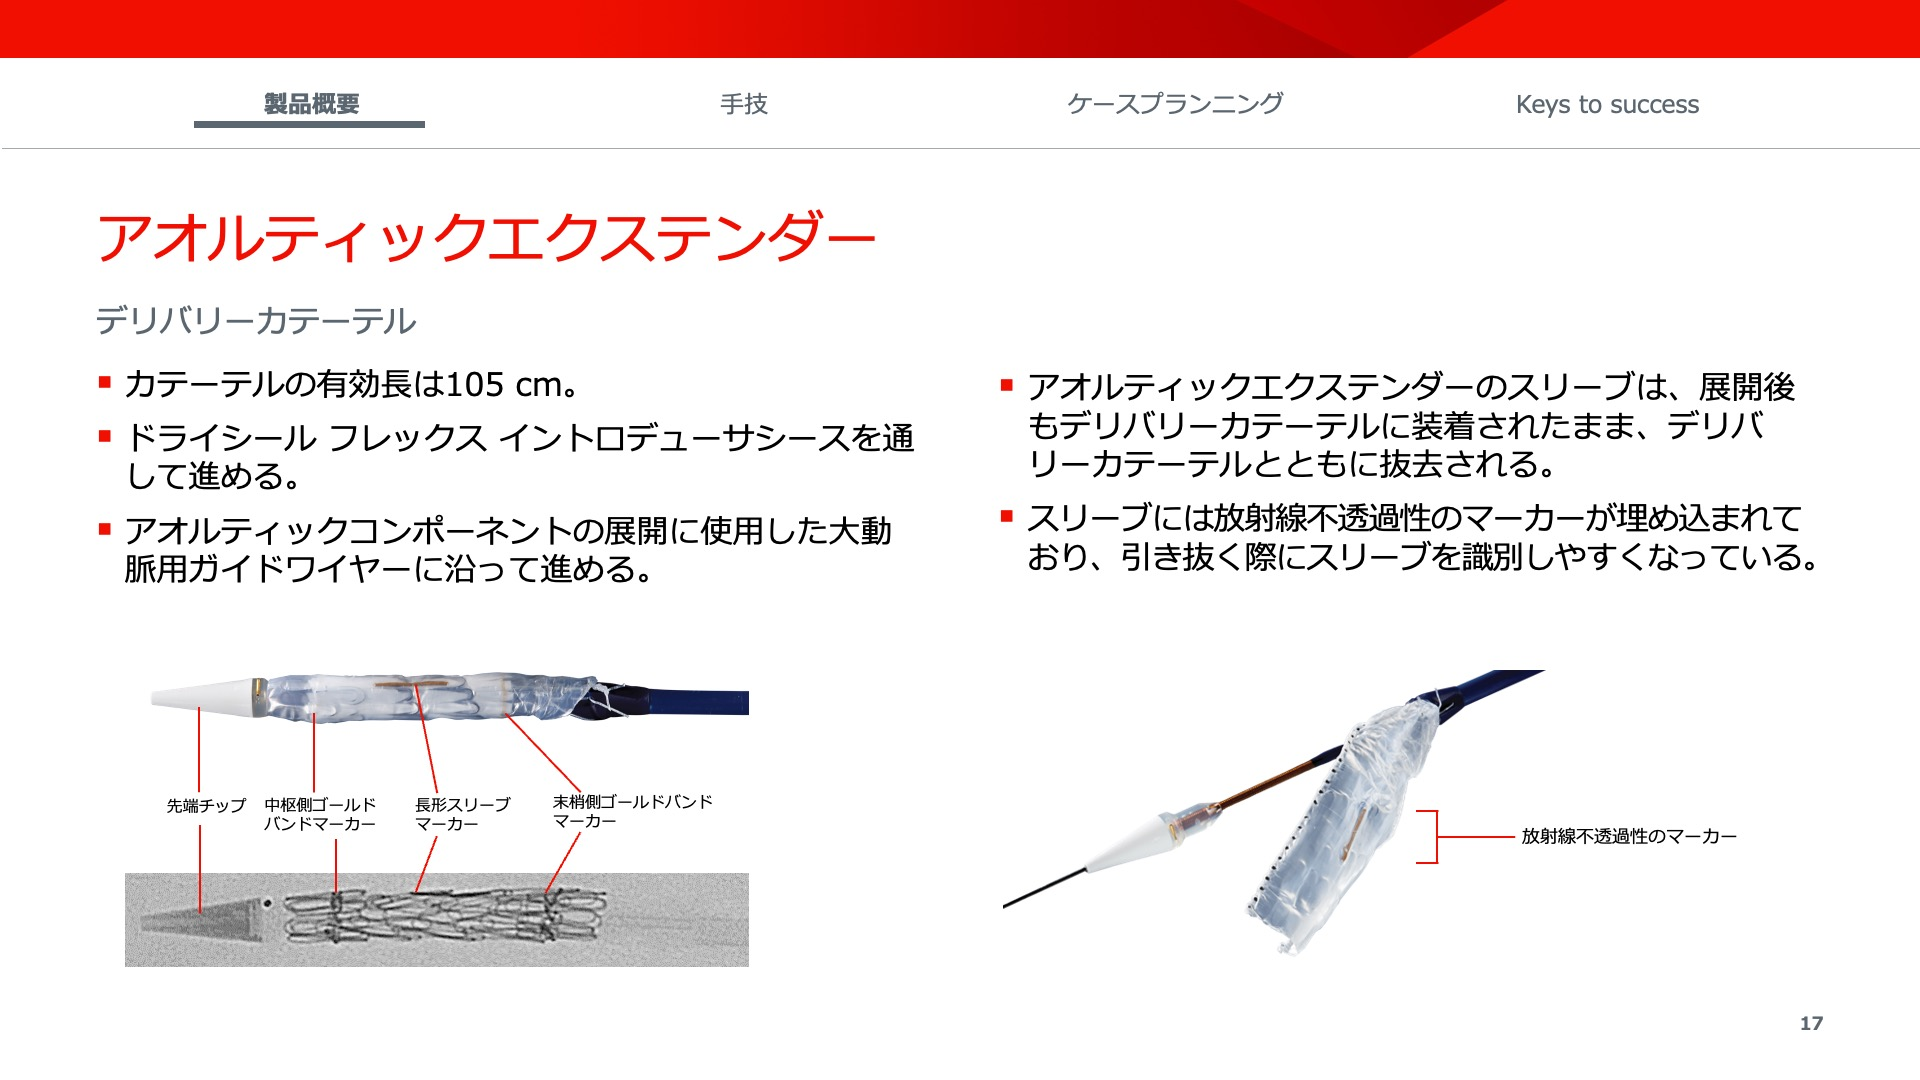 製品概要
手技
ケースプランニング
Keys to success
アオルティックエクステンダー
デリバリーカテーテル
▪ カテーテルの有効長は105 cm。
▪ ドライシール フレックス イントロデューサシースを通
して進める。
▪ アオルティックコンポーネントの展開に使用した大動
脈用ガイドワイヤーに沿って進める。
▪ アオルティックエクステンダーのスリーブは、展開後
もデリバリーカテーテルに装着されたまま、デリバ
リーカテーテルとともに抜去される。
▪ スリーブには放射線不透過性のマーカーが埋め込まれて
おり、引き抜く際にスリーブを識別しやすくなっている。
先端チップ
中枢側ゴールド
バンドマーカー
長形スリーブ
マーカー
末梢側ゴールドバンド
マーカー
放射線不透過性のマーカー
17